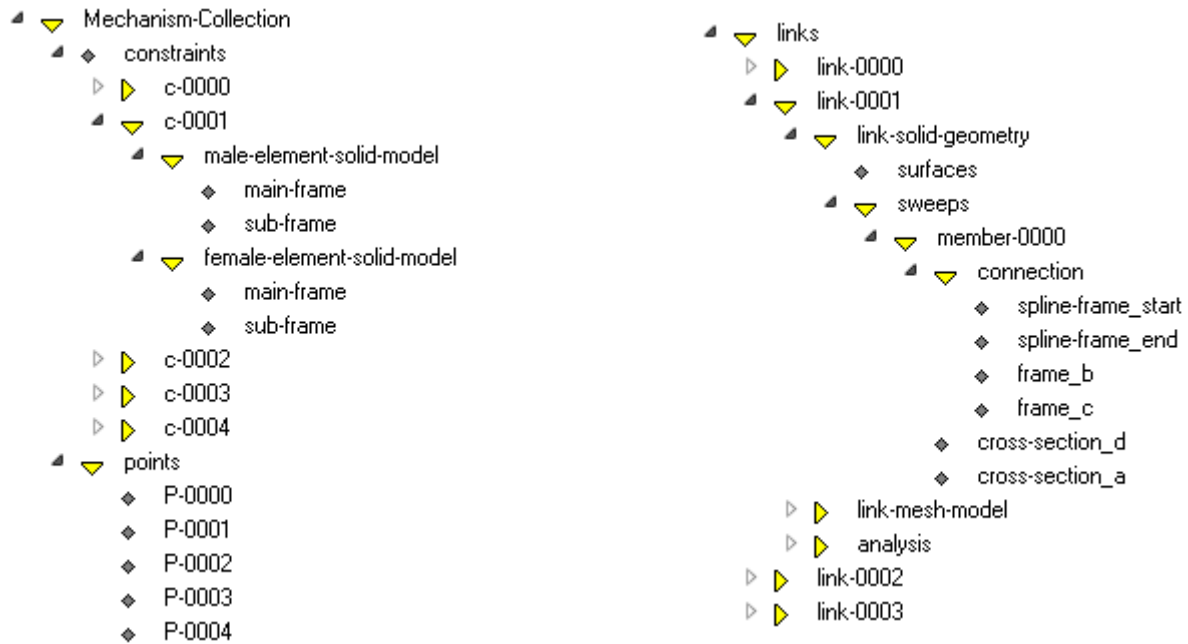 Mechanism-Collection
constraints
c-0000
c-0001
male-element-solid-model
main-frame
sub-frame
female-element-solid-model
main-frame
sub-frame
c-0002
c-0003
c-0004
points
P-0000
P-0001
P-0002
P-0003
P-0004
links
link-0000
link-0001
link-solid-geometry
surfaces
sweeps
member-0000
connection
spline-frame_start
spline-frame_end
frame_b
frame_c
cross-section_d
cross-section_a
link-mesh-model
analysis
link-0002
link-0003